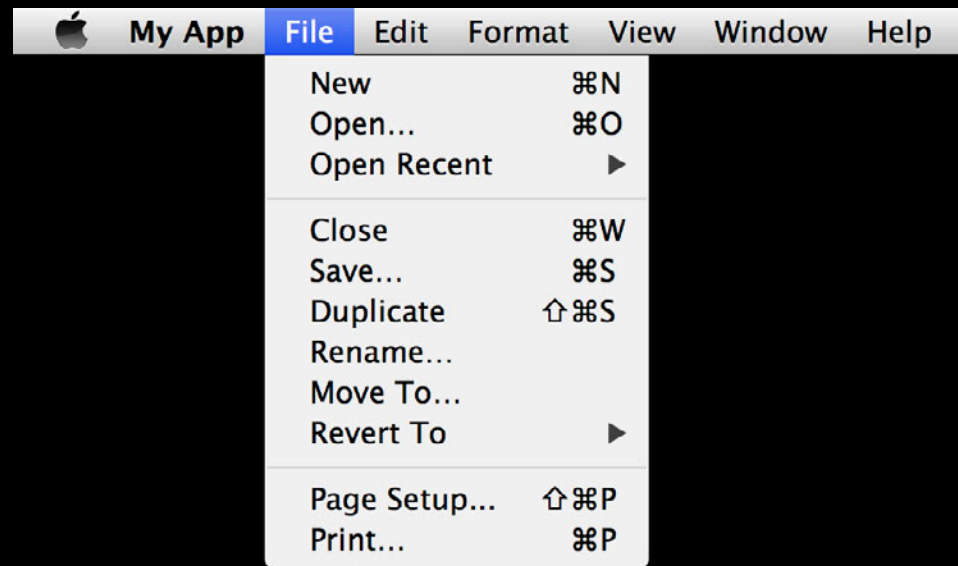 My App File Edit Format View Window Help
New ⌘N
Open... ⌘O
Open Recent ▶
Close ⌘W
Save... ⌘S
Duplicate ⇧⌘S
Rename...
Move To...
Revert To ▶
Page Setup... ⇧⌘P
Print... ⌘P